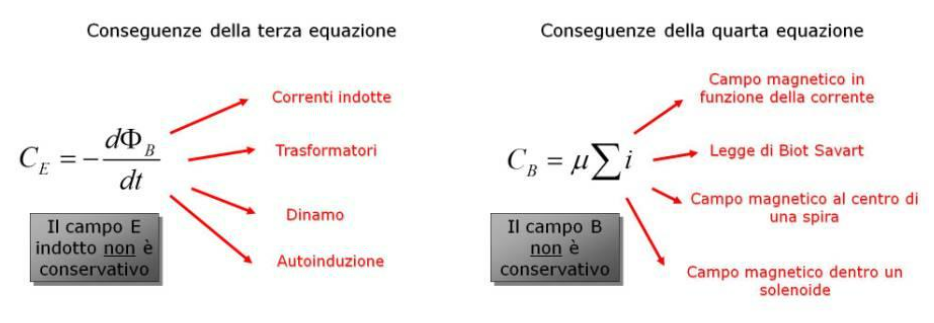 Conseguenze della terza equazione
Correnti indotte
Trasformatori
Dinamo
Autoinduzione
C_E = - dΦ_B / dt
Il campo E
indotto non è
conservativo
Conseguenze della quarta equazione
Campo magnetico in
funzione della corrente
Legge di Biot Savart
Campo magnetico al centro di
una spira
Campo magnetico dentro un
solenoide
C_B = μ∑i
Il campo B
non è
conservativo